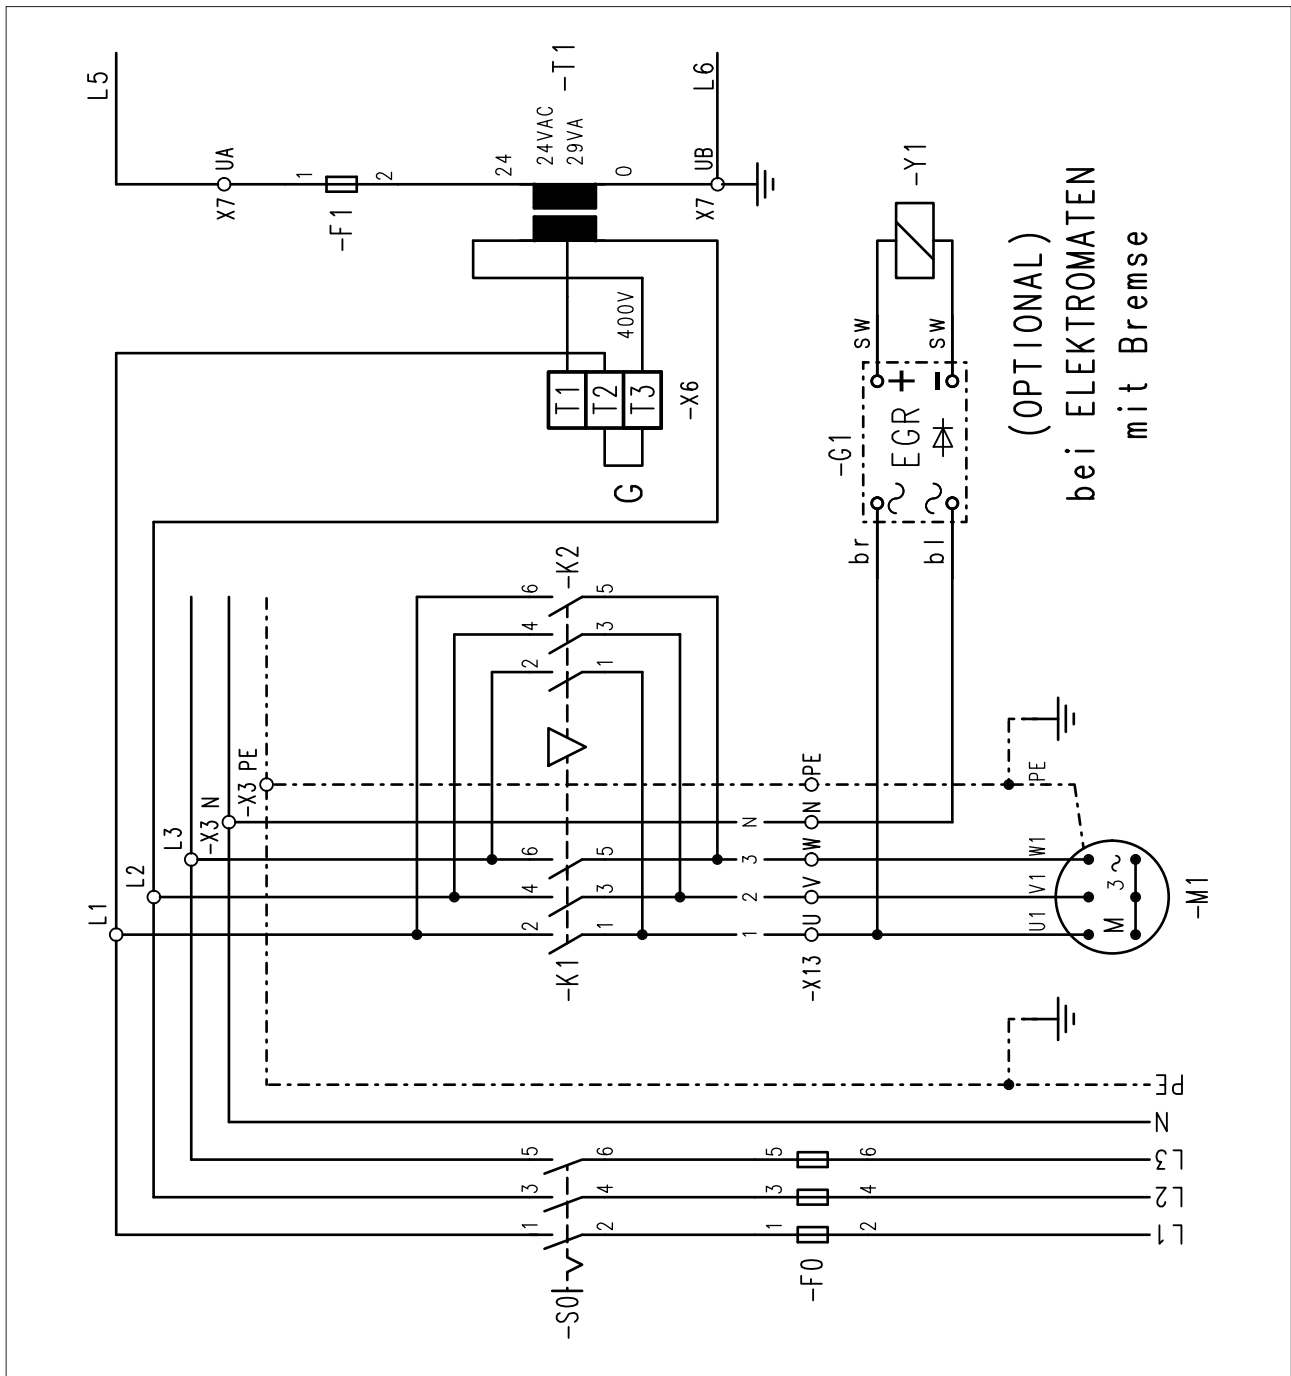 L1
L2
L3
N
PE
-F0
1
2
3
4
5
6
-S0
1
2
3
4
5
6
L1
L2
L3
-X3 N
-X3 PE
-K1
2
1
4
3
6
5
-K2
2
1
4
3
6
5
1
2
3
N
-X13
U
V
W
N
PE
U1
V1
W1
PE
M
3 ~
-M1
G
T1
T2
T3
-X6
400V
br
bl
-G1
EGR
+
-
~
~
sw
sw
-Y1
(OPTIONAL)
bei ELEKTROMATEN
mit Bremse
L5
X7
UA
1
2
-F1
24
0
24VAC
29VA
-T1
X7
UB
L6